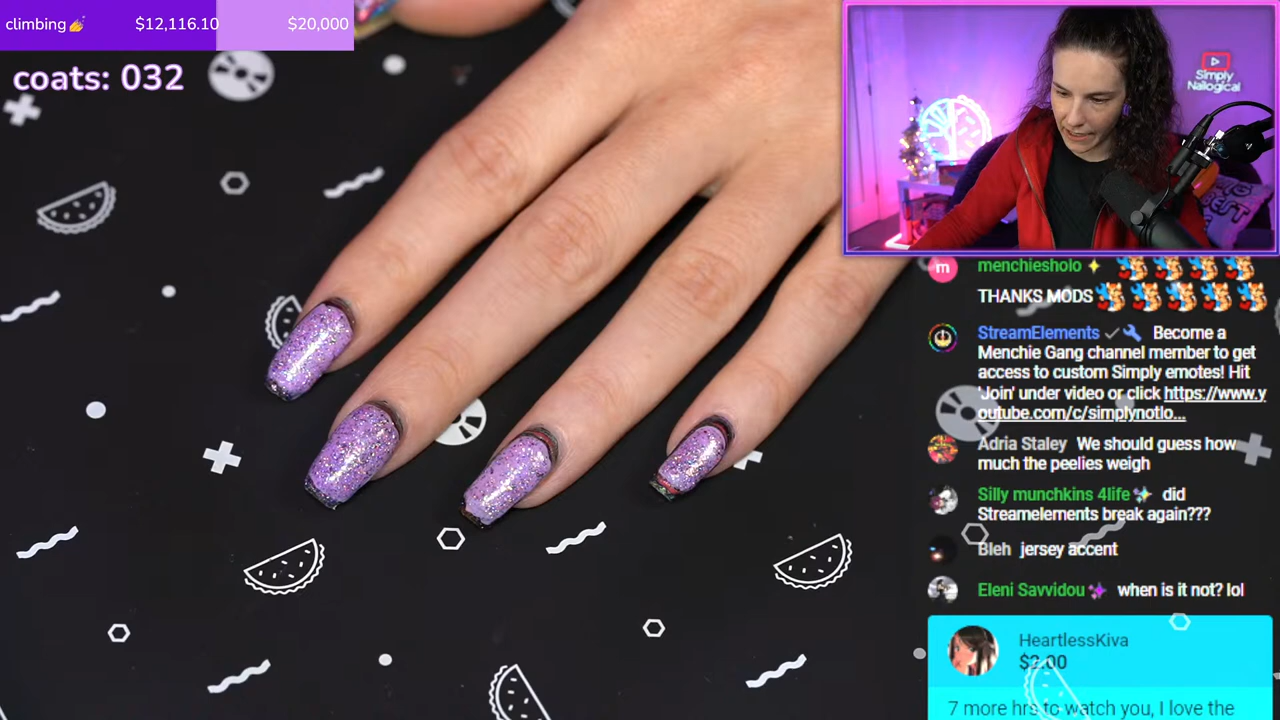 climbing💅 $12,116.10 $20,000
coats: 032
Simply
Nailogical
m menchiesholo
THANKS MODS
StreamElements Become a
Menchie Gang channel member to get
access to custom Simply emotes! Hit
'Join' under video or click https://www.y
outube.com/c/simplynotlo...
Adria Staley We should guess how
much the peelies weigh
Silly munchkins 4life did
Streamelements break again???
Bleh jersey accent
Eleni Savvidou when is it not? lol
HeartlessKiva
$2.00
7 more hrs to watch you, I love the